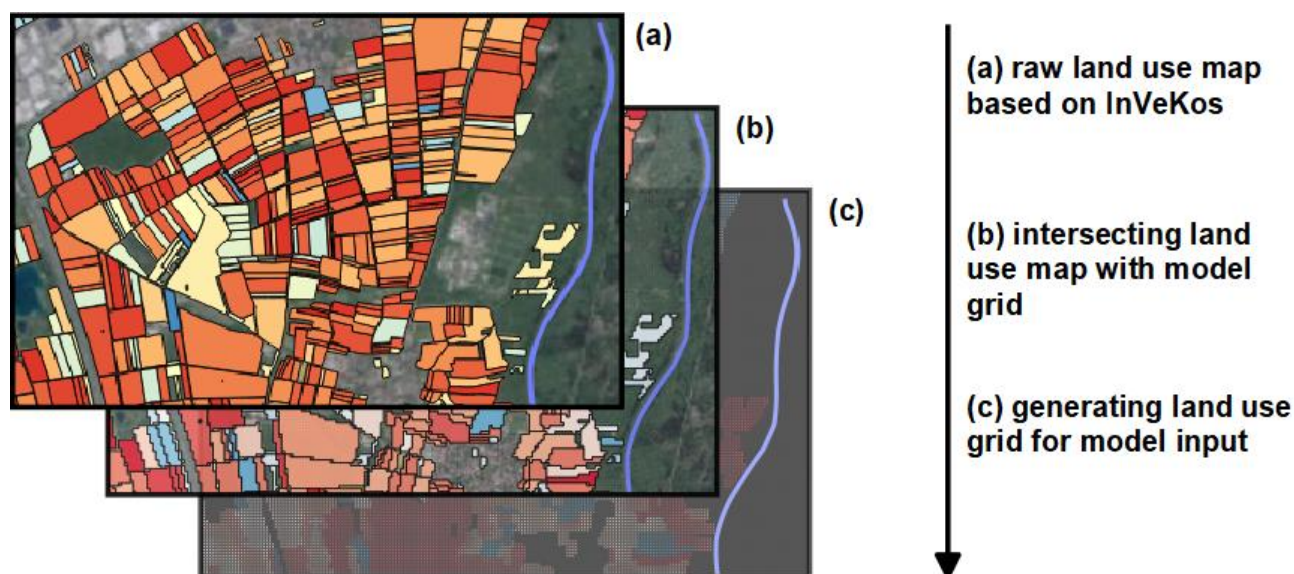 (a)
(b)
(c)
(a) raw land use map
based on InVeKos
(b) intersecting land
use map with model
grid
(c) generating land use
grid for model input